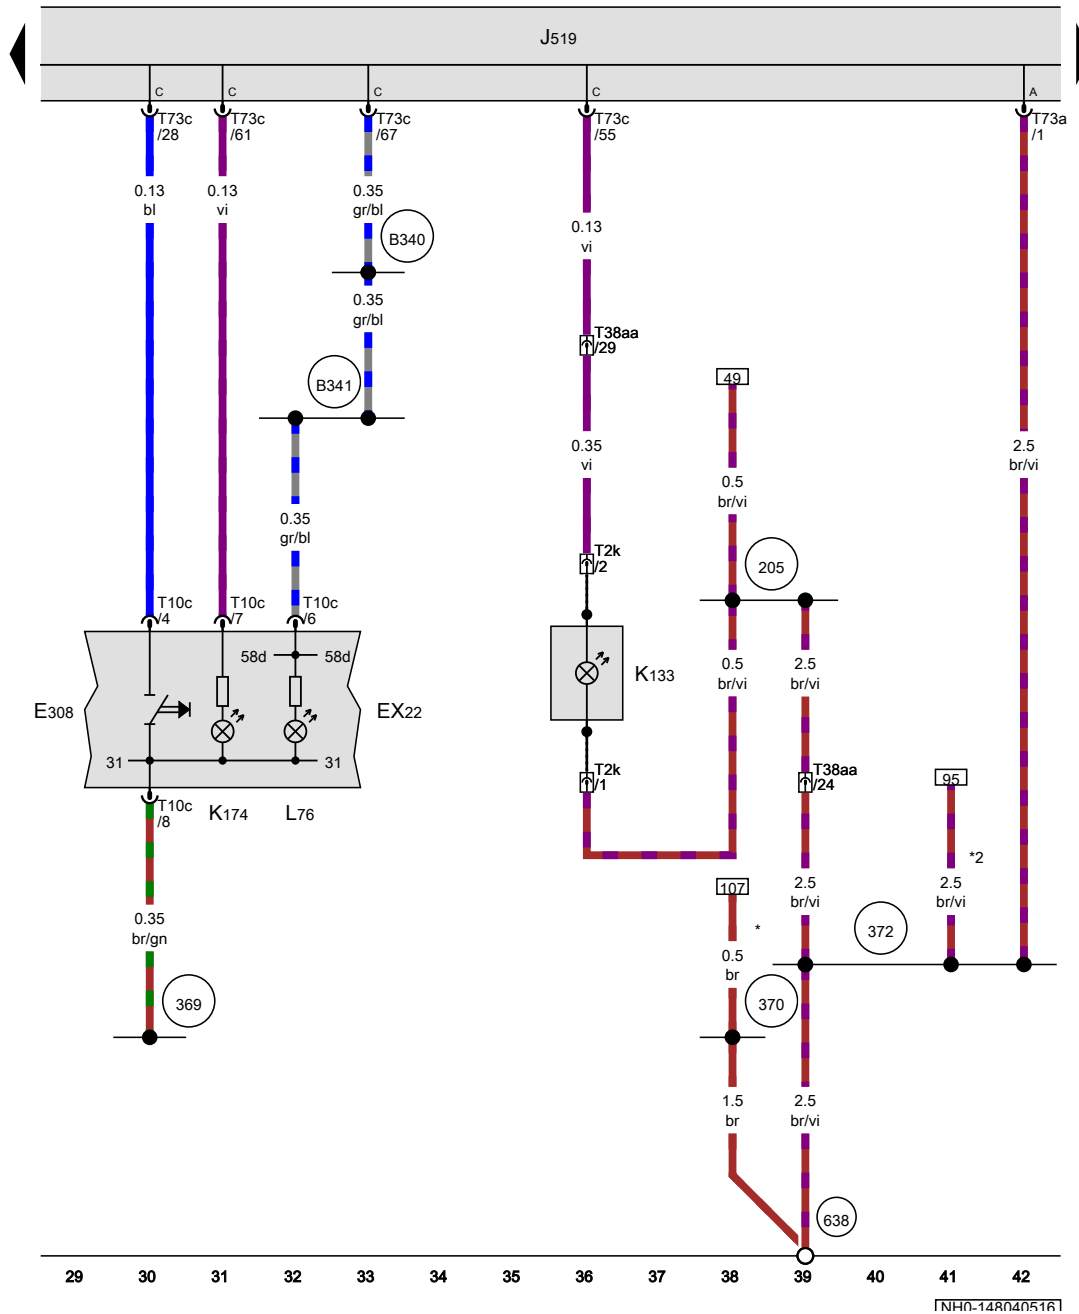 J519
C C C C A
T73c /28
T73c /61
T73c /67
T73c /55
T73a /1
0.13 bl
0.13 vi
0.35 gr/bl
0.13 vi
B340
0.35 gr/bl
T38aa /29
B341
49
0.35 vi
2.5 br/vi
0.5 br/vi
0.35 gr/bl
T2k /2
205
T10c /4
T10c /7
T10c /6
58d 58d
K133
0.5 br/vi
2.5 br/vi
E308
EX22
31 31
T2k /1
T38aa /24
95
T10c /8
K174
L76
*2
107
2.5 br/vi
2.5 br/vi
0.35 br/gn
*
372
0.5 br
369
370
1.5 br
2.5 br/vi
638
29 30 31 32 33 34 35 36 37 38 39 40 41 42
NH0-148040516